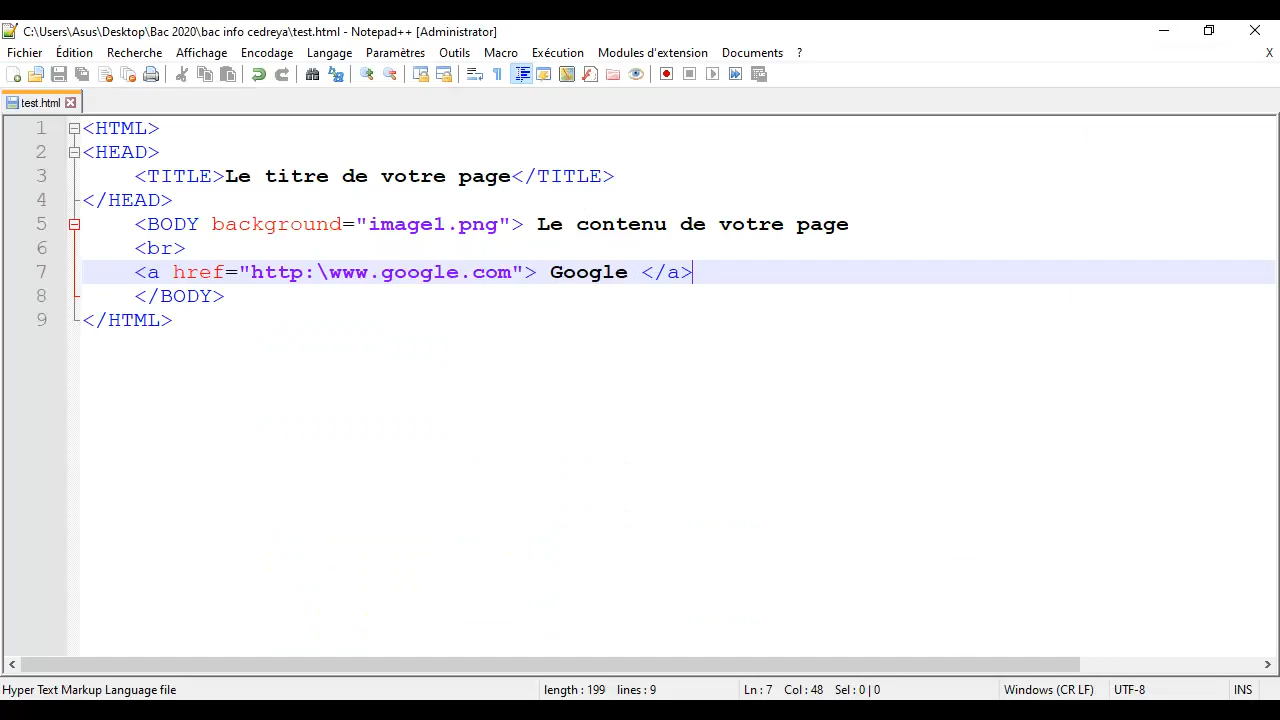 C:\Users\Asus\Desktop\Bac 2020\bac info cedreya\test.html - Notepad++ [Administrator]
Fichier Édition Recherche Affichage Encodage Langage Paramètres Outils Macro Exécution Modules d'extension Documents ? X
test.html
1 <HTML>
2 <HEAD>
3 <TITLE>Le titre de votre page</TITLE>
4 </HEAD>
5 <BODY background="image1.png"> Le contenu de votre page
6 <br>
7 <a href="http:\www.google.com"> Google </a>
8 </BODY>
9 </HTML>
Hyper Text Markup Language file length : 199 lines : 9 Ln : 7 Col : 48 Sel : 0 | 0 Windows (CR LF) UTF-8 INS